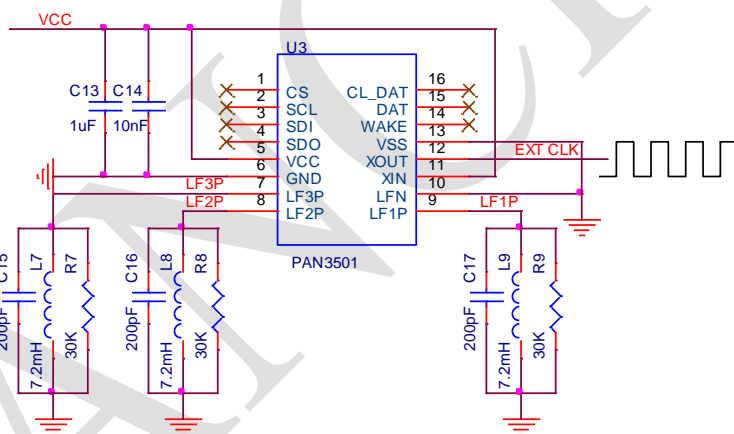 VCC
U3
C13 C14
1uF 10nF
1 CS CL_DAT 16
2 SCL DAT 15
3 SDI WAKE 14
4 SDO VSS 13
5 VCC XOUT 12 EXT CLK
6 GND XIN 11
LF3P 7 LF3P LFN 10
LF2P 8 LF2P LF1P 9 LF1P
PAN3501
C15 L7 R7
200pF 7.2mH 30K
C16 L8 R8
200pF 7.2mH 30K
C17 L9 R9
200pF 7.2mH 30K